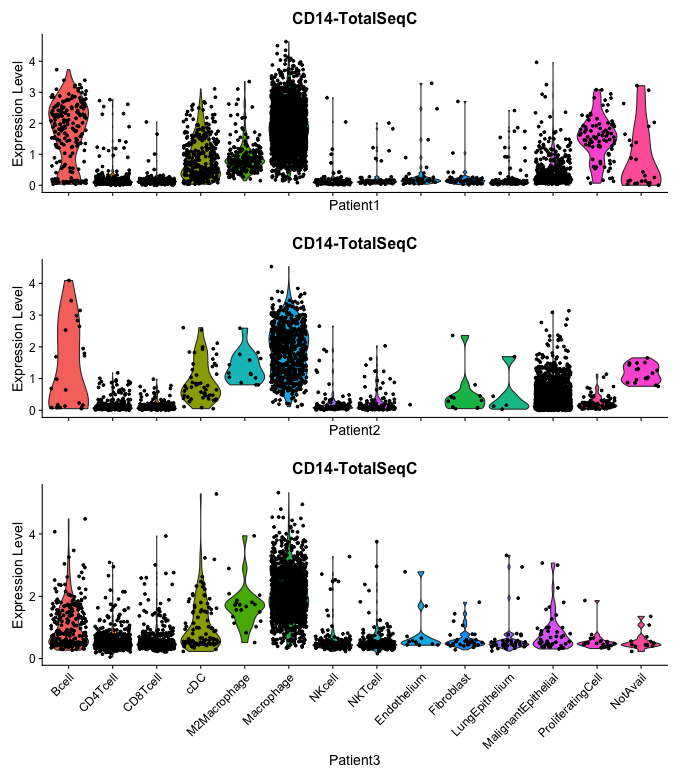 CD14-TotalSeqC
Expression Level
4
3
2
1
0
Patient1
CD14-TotalSeqC
Expression Level
4
3
2
1
0
Patient2
CD14-TotalSeqC
Expression Level
4
2
0
Bcell
CD4Tcell
CD8Tcell
cDC
M2Macrophage
Macrophage
NKcell
NKTcell
Endothelium
Fibroblast
LungEpithelium
MalignantEpithelial
ProliferatingCell
NotAvail
Patient3